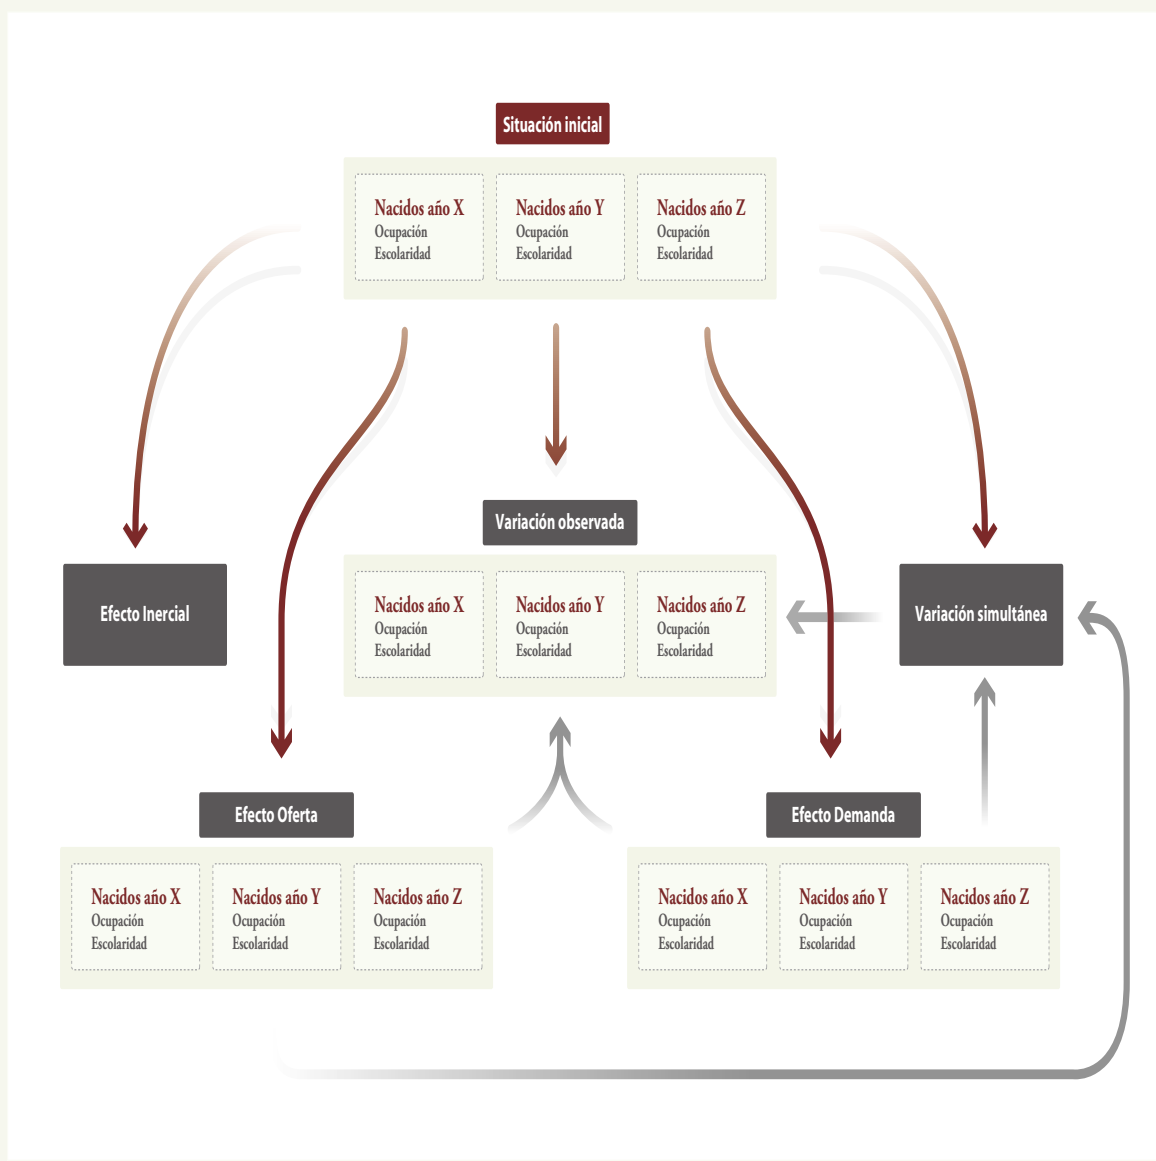 Situación inicial
Nacidos año X
Ocupación
Escolaridad
Nacidos año Y
Ocupación
Escolaridad
Nacidos año Z
Ocupación
Escolaridad
Variación observada
Nacidos año X
Ocupación
Escolaridad
Nacidos año Y
Ocupación
Escolaridad
Nacidos año Z
Ocupación
Escolaridad
Efecto Inercial
Variación simultánea
Efecto Oferta
Nacidos año X
Ocupación
Escolaridad
Nacidos año Y
Ocupación
Escolaridad
Nacidos año Z
Ocupación
Escolaridad
Efecto Demanda
Nacidos año X
Ocupación
Escolaridad
Nacidos año Y
Ocupación
Escolaridad
Nacidos año Z
Ocupación
Escolaridad